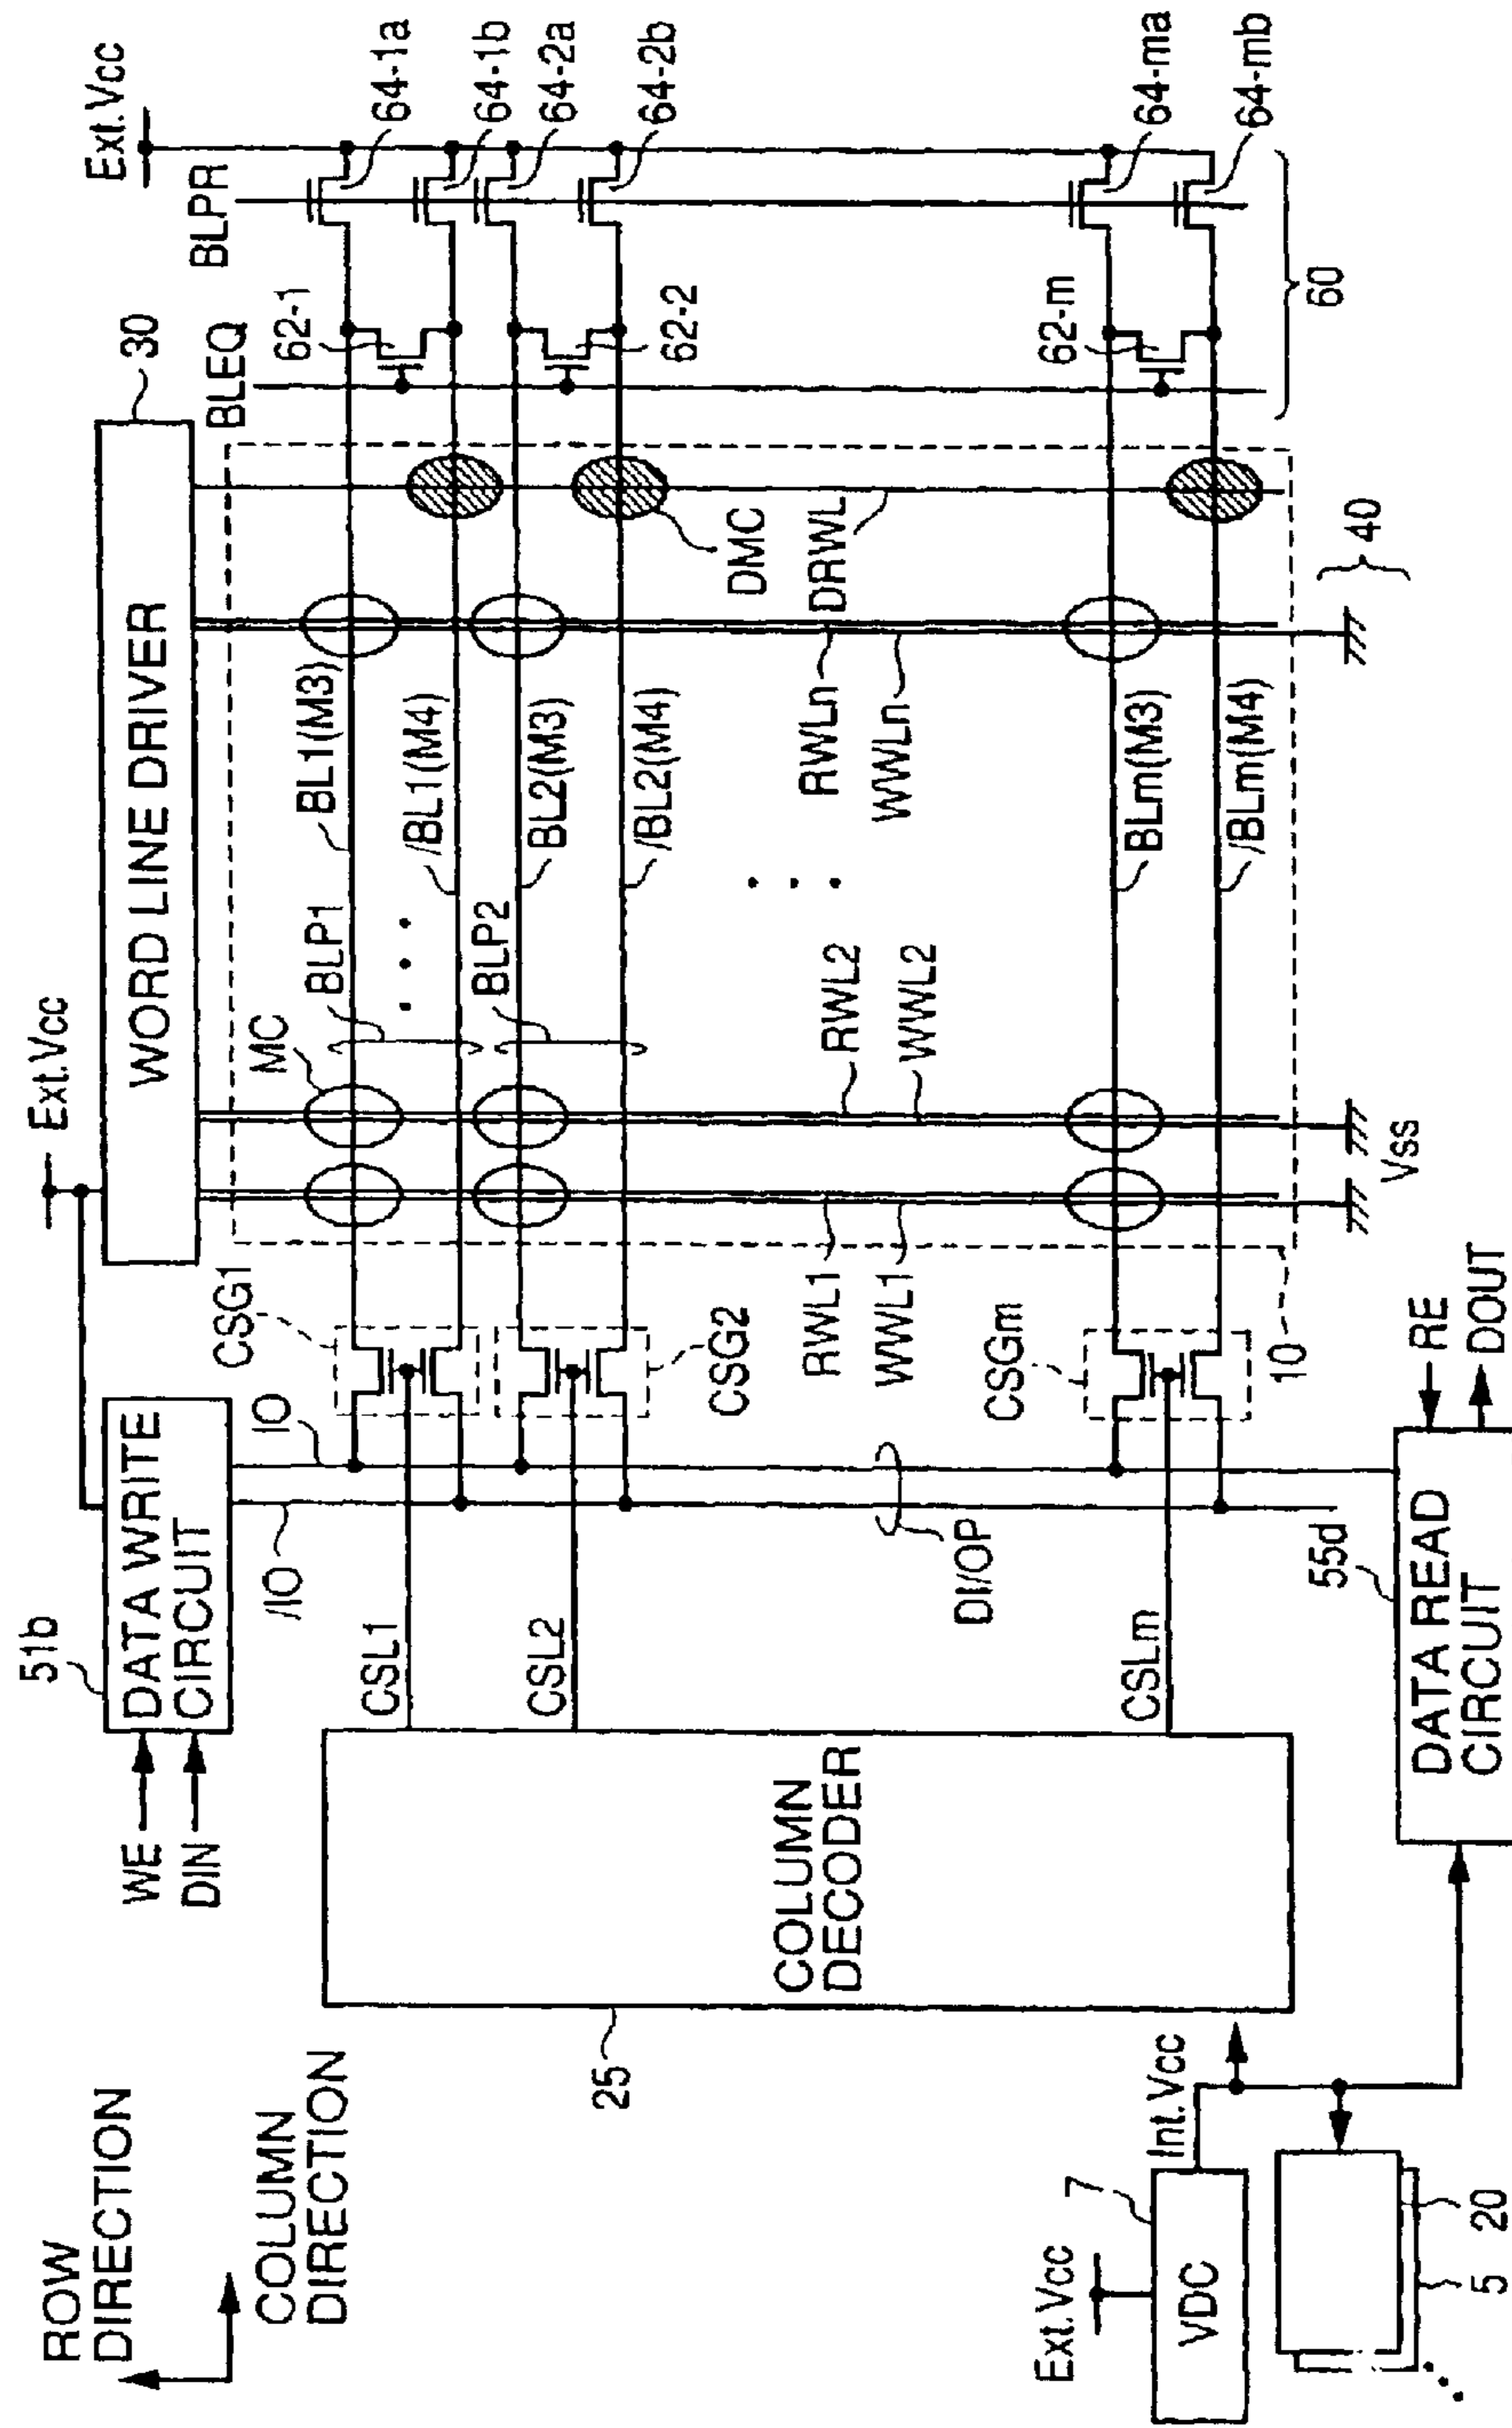 ROW
DIRECTION
COLUMN
DIRECTION
WE
DIN
51b
DATA WRITE
CIRCUIT
Ext.Vcc
WORD LINE DRIVER
30
Ext.Vcc
BLPR
BLEQ
/IO
IO
CSG1
MC
BLP1
BL1(M3)
/BL1(M4)
62-1
64-1a
64-1b
CSL1
BLP2
BL2(M3)
/BL2(M4)
62-2
64-2a
64-2b
CSL2
CSG2
DMC
25
COLUMN
DECODER
DI/OP
RWL1
WWL1
RWL2
WWL2
RWLn
WWLn
DRWL
CSGm
CSLm
BLm(M3)
/BLm(M4)
62-m
64-ma
64-mb
60
10
Vss
40
Ext.Vcc
7
VDC
Int.Vcc
20
5
55d
DATA READ
CIRCUIT
RE
DOUT